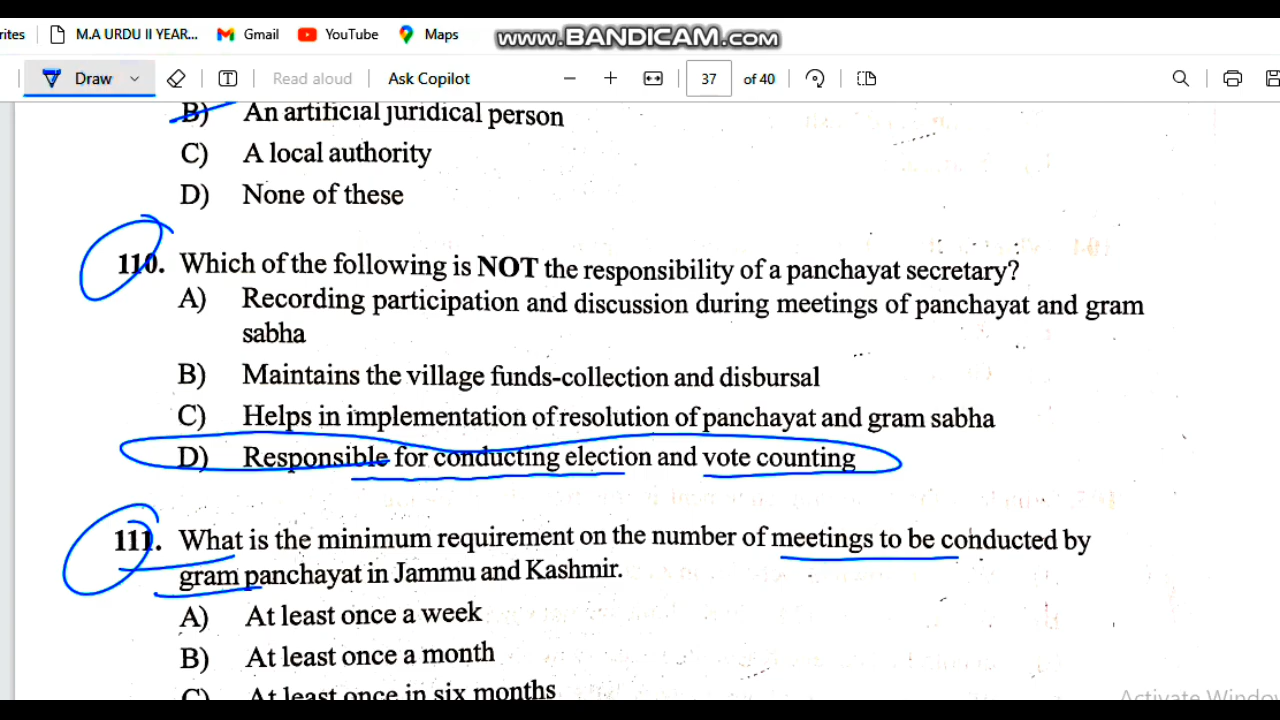 rites M.A URDU II YEAR... Gmail YouTube Maps www.BANDICAM.com
Draw Read aloud Ask Copilot 37 of 40
B) An artificial juridical person
C) A local authority
D) None of these
110. Which of the following is NOT the responsibility of a panchayat secretary?
A) Recording participation and discussion during meetings of panchayat and gram
sabha
B) Maintains the village funds-collection and disbursal
C) Helps in implementation of resolution of panchayat and gram sabha
D) Responsible for conducting election and vote counting
111. What is the minimum requirement on the number of meetings to be conducted by
gram panchayat in Jammu and Kashmir.
A) At least once a week
B) At least once a month
C) At least once in six months
Activate Windo